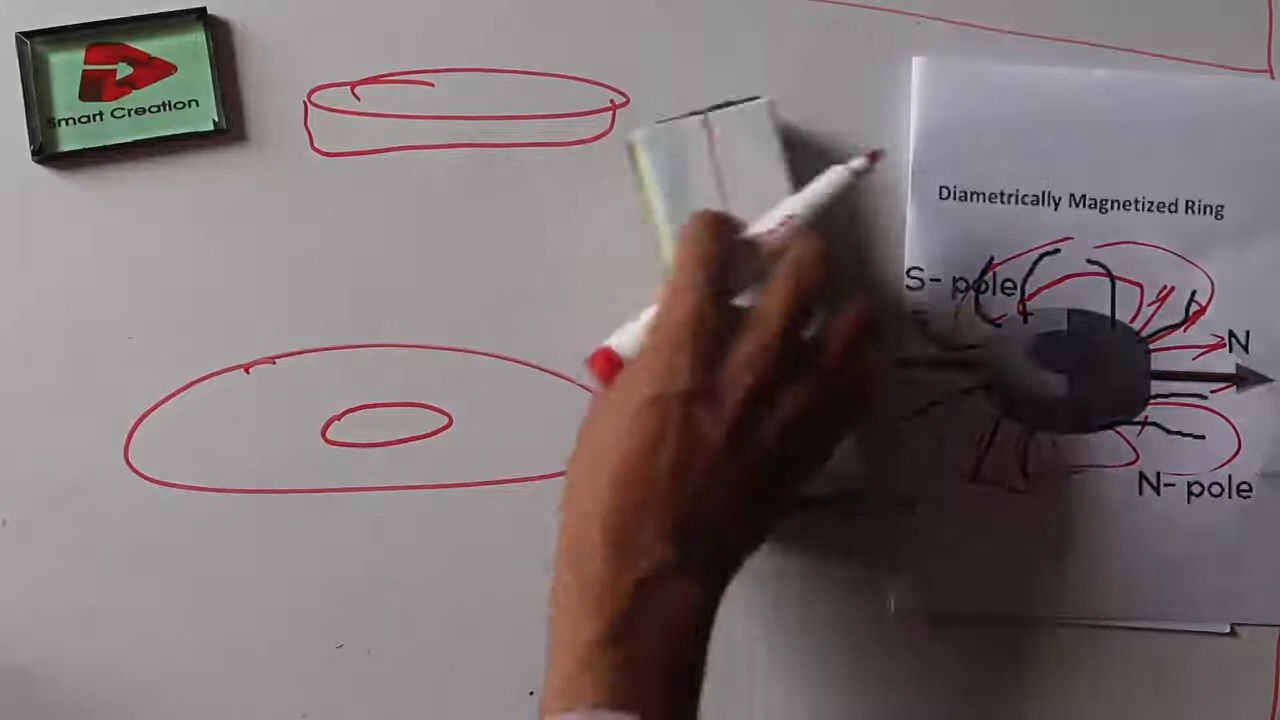 Smart Creation
Diametrically Magnetized Ring
S- pole
N
N- pole